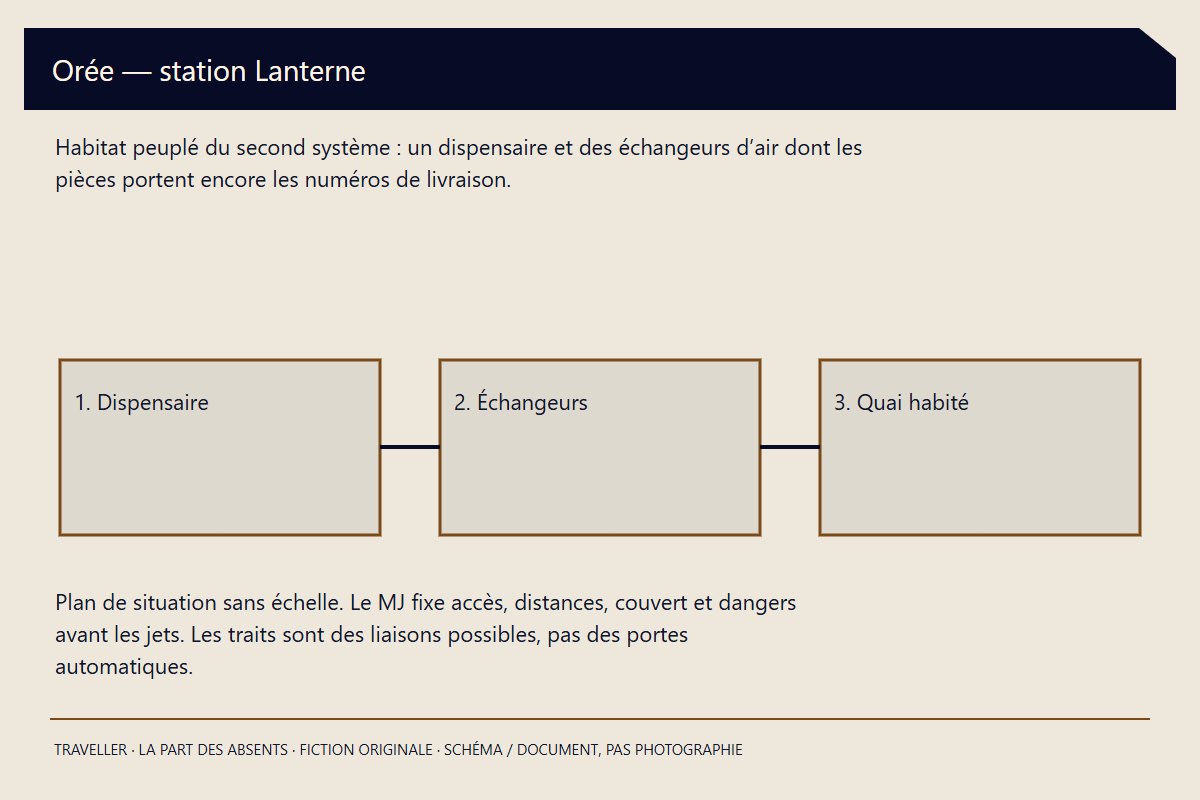 Orée — station Lanterne
Habitat peuplé du second système : un dispensaire et des échangeurs d’air dont les
pièces portent encore les numéros de livraison.
1. Dispensaire
2. Échangeurs
3. Quai habité
Plan de situation sans échelle. Le MJ fixe accès, distances, couvert et dangers
avant les jets. Les traits sont des liaisons possibles, pas des portes
automatiques.
TRAVELLER · LA PART DES ABSENTS · FICTION ORIGINALE · SCHÉMA / DOCUMENT, PAS PHOTOGRAPHIE